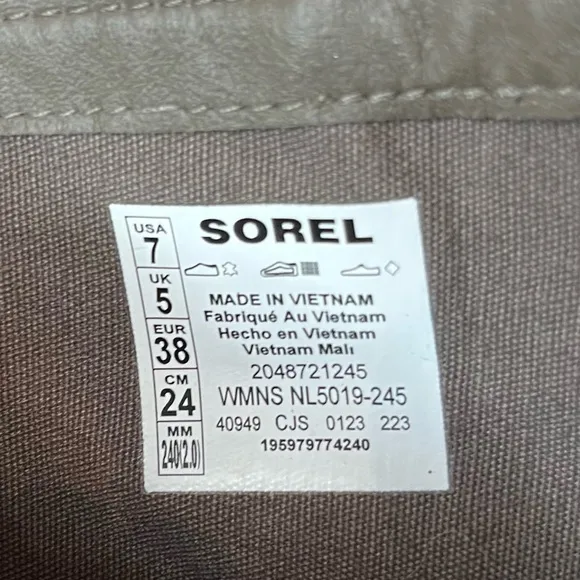 USA
7
UK
5
EUR
38
CM
24
MM
240(2.0)
SOREL
MADE IN VIETNAM
Fabriqué Au Vietnam
Hecho en Vietnam
Vietnam Malı
2048721245
WMNS NL5019-245
40949 CJS 0123 223
195979774240